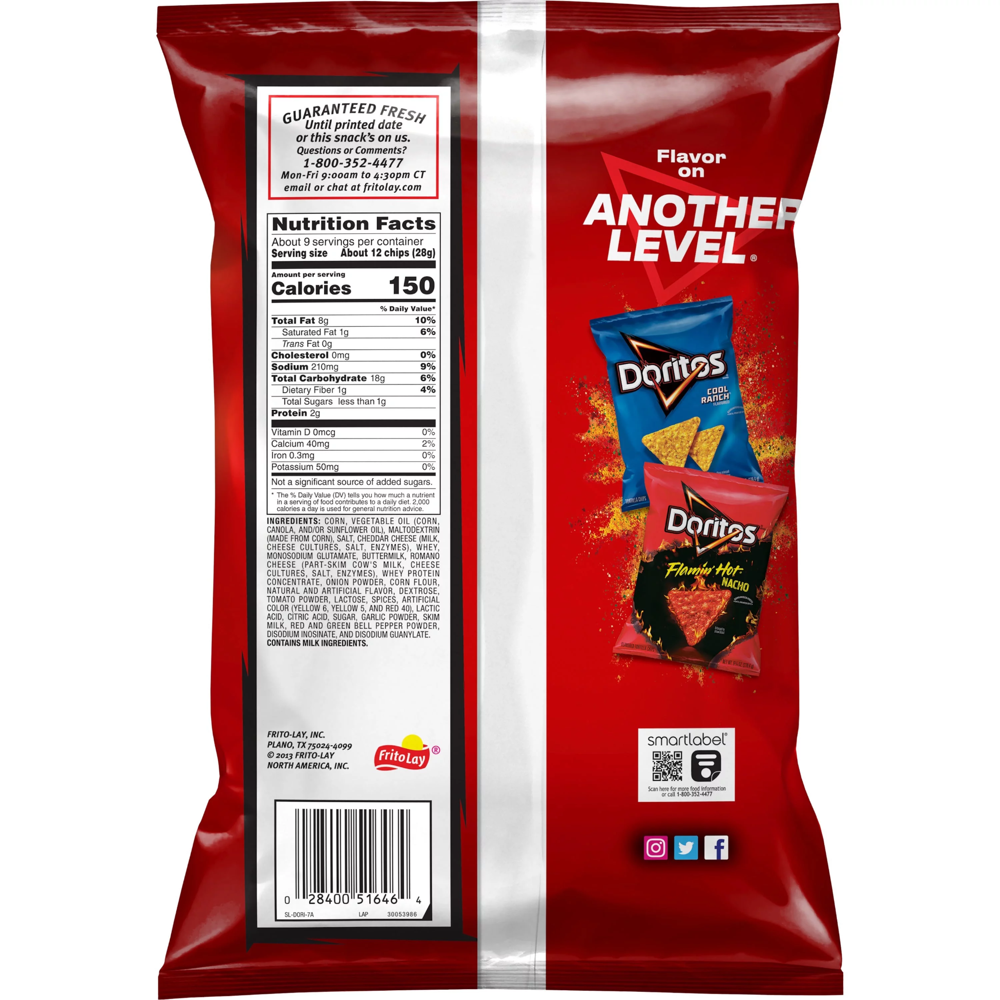 GUARANTEED FRESH
Until printed date
or this snack's on us.
Questions or Comments?
1-800-352-4477
Mon-Fri 9:00am to 4:30pm CT
email or chat at fritolay.com
Nutrition Facts
About 9 servings per container
Serving size About 12 chips (28g)
Amount per serving
Calories 150
% Daily Value*
Total Fat 8g 10%
Saturated Fat 1g 6%
Trans Fat 0g
Cholesterol 0mg 0%
Sodium 210mg 9%
Total Carbohydrate 18g 6%
Dietary Fiber 1g 4%
Total Sugars less than 1g
Protein 2g
Vitamin D 0mcg 0%
Calcium 40mg 2%
Iron 0.3mg 0%
Potassium 50mg 0%
Not a significant source of added sugars.
* The % Daily Value (DV) tells you how much a nutrient
in a serving of food contributes to a daily diet. 2,000
calories a day is used for general nutrition advice.
INGREDIENTS: CORN, VEGETABLE OIL (CORN,
CANOLA, AND/OR SUNFLOWER OIL), MALTODEXTRIN
(MADE FROM CORN), SALT, CHEDDAR CHEESE (MILK,
CHEESE CULTURES, SALT, ENZYMES), WHEY,
MONOSODIUM GLUTAMATE, BUTTERMILK, ROMANO
CHEESE (PART-SKIM COW'S MILK, CHEESE
CULTURES, SALT, ENZYMES), WHEY PROTEIN
CONCENTRATE, ONION POWDER, CORN FLOUR,
NATURAL AND ARTIFICIAL FLAVOR, DEXTROSE,
TOMATO POWDER, LACTOSE, SPICES, ARTIFICIAL
COLOR (YELLOW 6, YELLOW 5, AND RED 40), LACTIC
ACID, CITRIC ACID, SUGAR, GARLIC POWDER, SKIM
MILK, RED AND GREEN BELL PEPPER POWDER,
DISODIUM INOSINATE, AND DISODIUM GUANYLATE.
CONTAINS MILK INGREDIENTS.
FRITO-LAY, INC.
PLANO, TX 75024-4099
© 2013 FRITO-LAY
NORTH AMERICA, INC.
Frito Lay ®
0 28400 51646 4
SL-DORI-7A LAP 30053986
Flavor
on
ANOTHER
LEVEL®
Doritos
COOL
RANCH
FLAVORED
TORTILLA CHIPS
Doritos
Flamin' Hot
NACHO
FLAVORED TORTILLA CHIPS
smartlabel®
Scan here for more food information
or call 1-800-352-4477